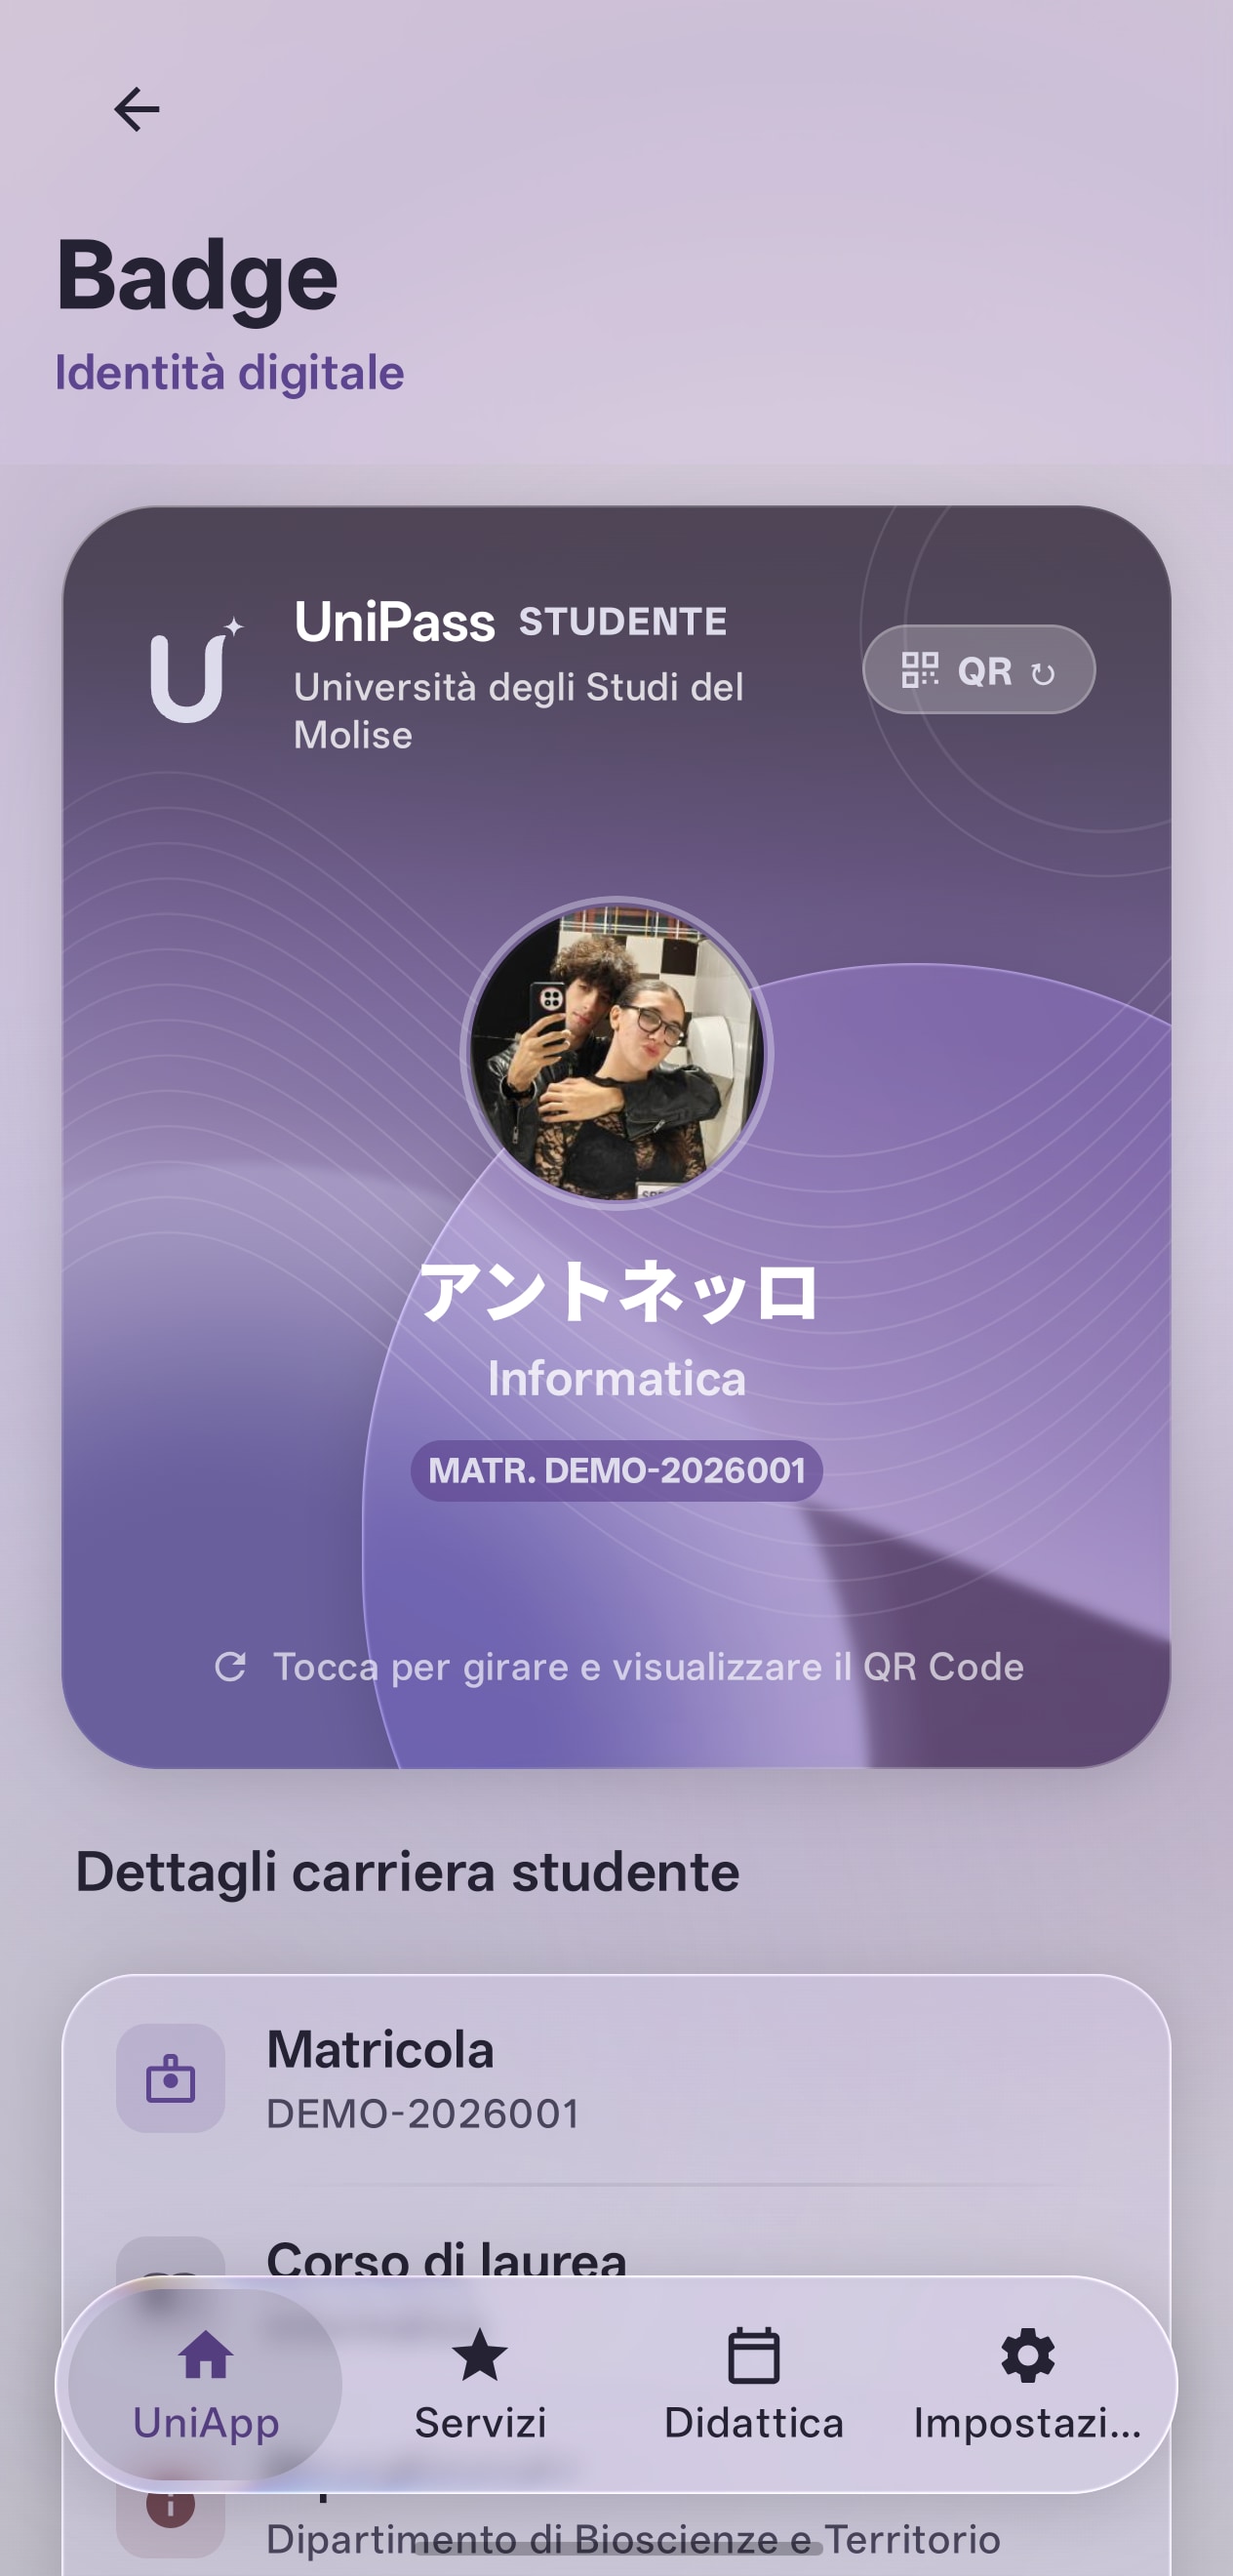 Badge
Identità digitale
UniPass STUDENTE
Università degli Studi del
Molise
QR
アントネッロ
Informatica
MATR. DEMO-2026001
Tocca per girare e visualizzare il QR Code
Dettagli carriera studente
Matricola
DEMO-2026001
Corso di laurea
UniApp
Servizi
Didattica
Impostazi...
Dipartimento di Bioscienze e Territorio